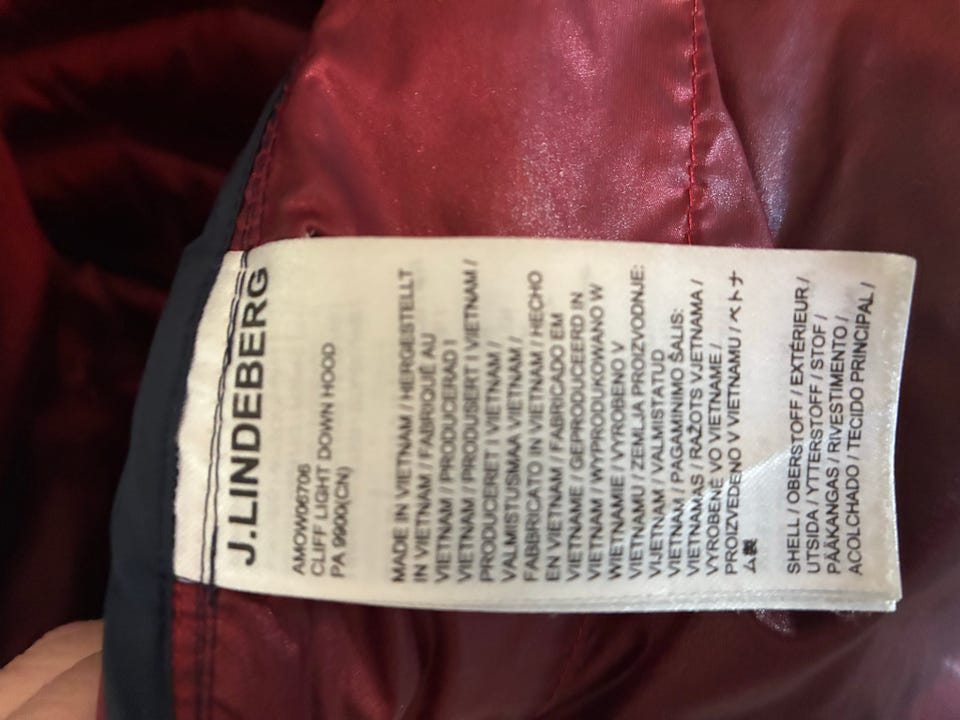 J.LINDEBERG
AMOW06706
CLIFF LIGHT DOWN HOOD
PA 9900(CN)
MADE IN VIETNAM / HERGESTELLT
IN VIETNAM / FABRIQUÉ AU
VIETNAM / PRODUCERAD I
VIETNAM / PRODUSERT I VIETNAM /
PRODUCERET I VIETNAM /
VALMISTUSMAA VIETNAM /
FABBRICATO IN VIETNAM / HECHO
EN VIETNAM / FABRICADO EM
VIETNAME / GEPRODUCEERD IN
VIETNAM / WYPRODUKOWANO W
WIETNAMIE / VYROBENO V
VIETNAMU / ZEMLJA PROIZVODNJE:
VIJETNAM / VALMISTATUD
VIETNAM / PAGAMINIMO ŠALIS:
VIETNAMAS / RAŽOTS VJETNAMA /
VYROBENÉ VO VIETNAME /
PROIZVEDENO V VIETNAMU / ベトナ
ム製
SHELL / OBERSTOFF / EXTÉRIEUR /
UTSIDA / YTTERSTOFF / STOF /
PÄÄKANGAS / RIVESTIMENTO /
ACOLCHADO / TECIDO PRINCIPAL /